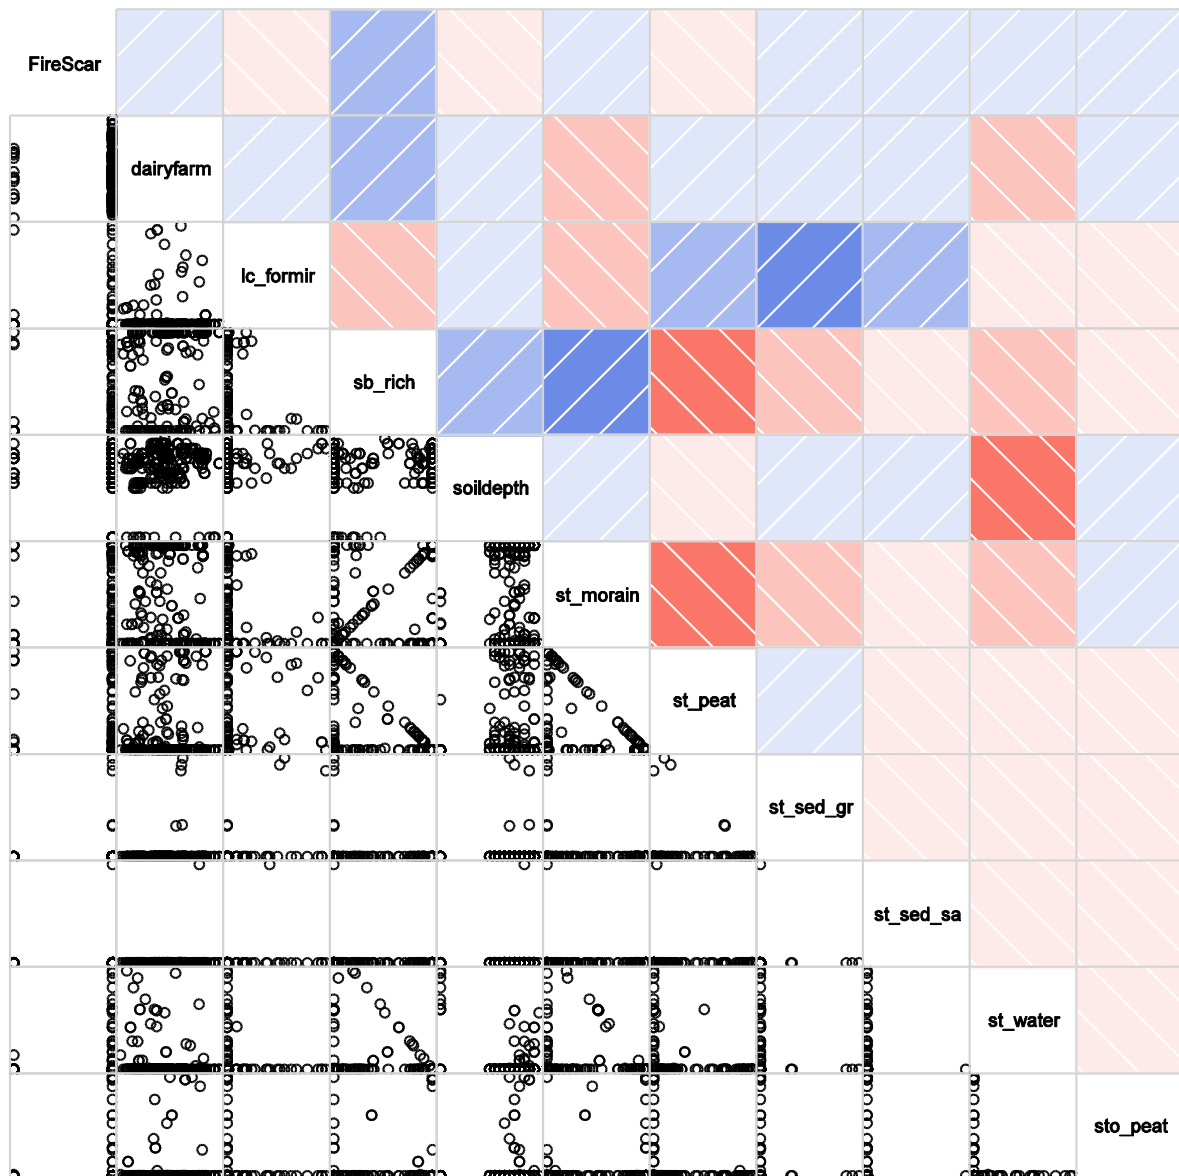 FireScar
dairyfarm
lc_formir
sb_rich
soildepth
st_morain
st_peat
st_sed_gr
st_sed_sa
st_water
sto_peat